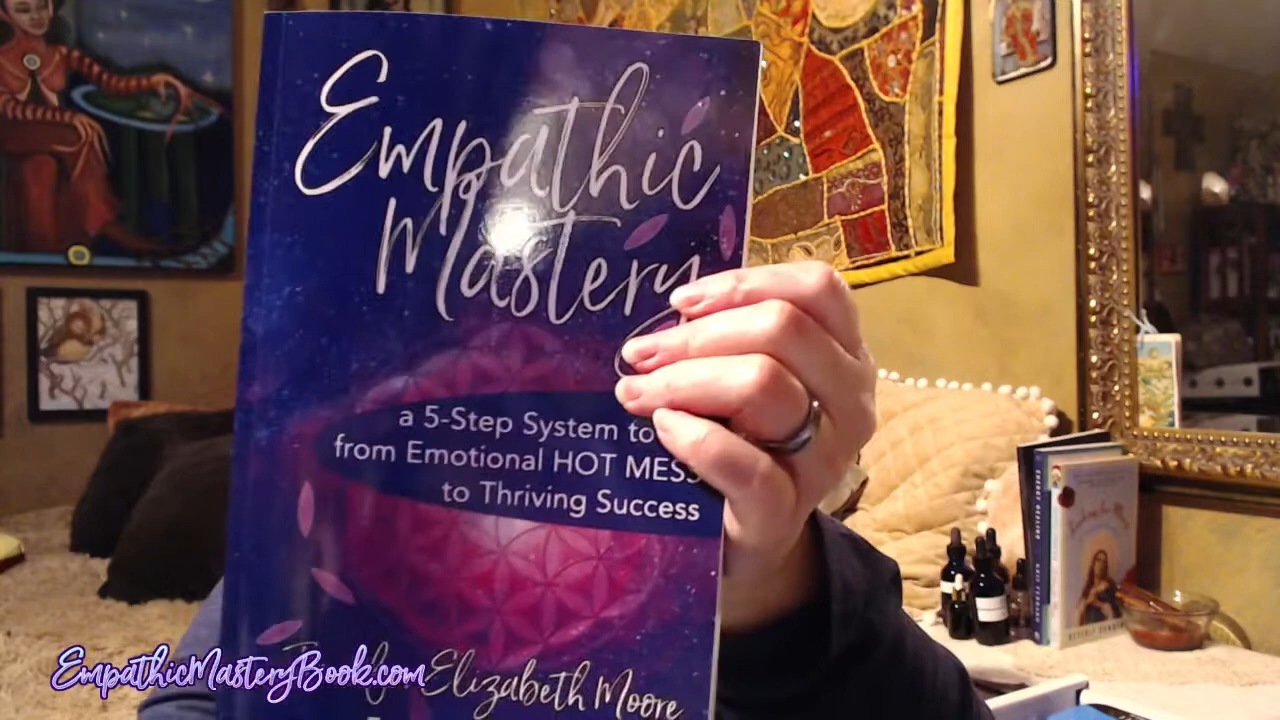 Empathic
Mastery
a 5-Step System to
from Emotional HOT MESS
to Thriving Success
Elizabeth Moore
EmpathicMasteryBook.com